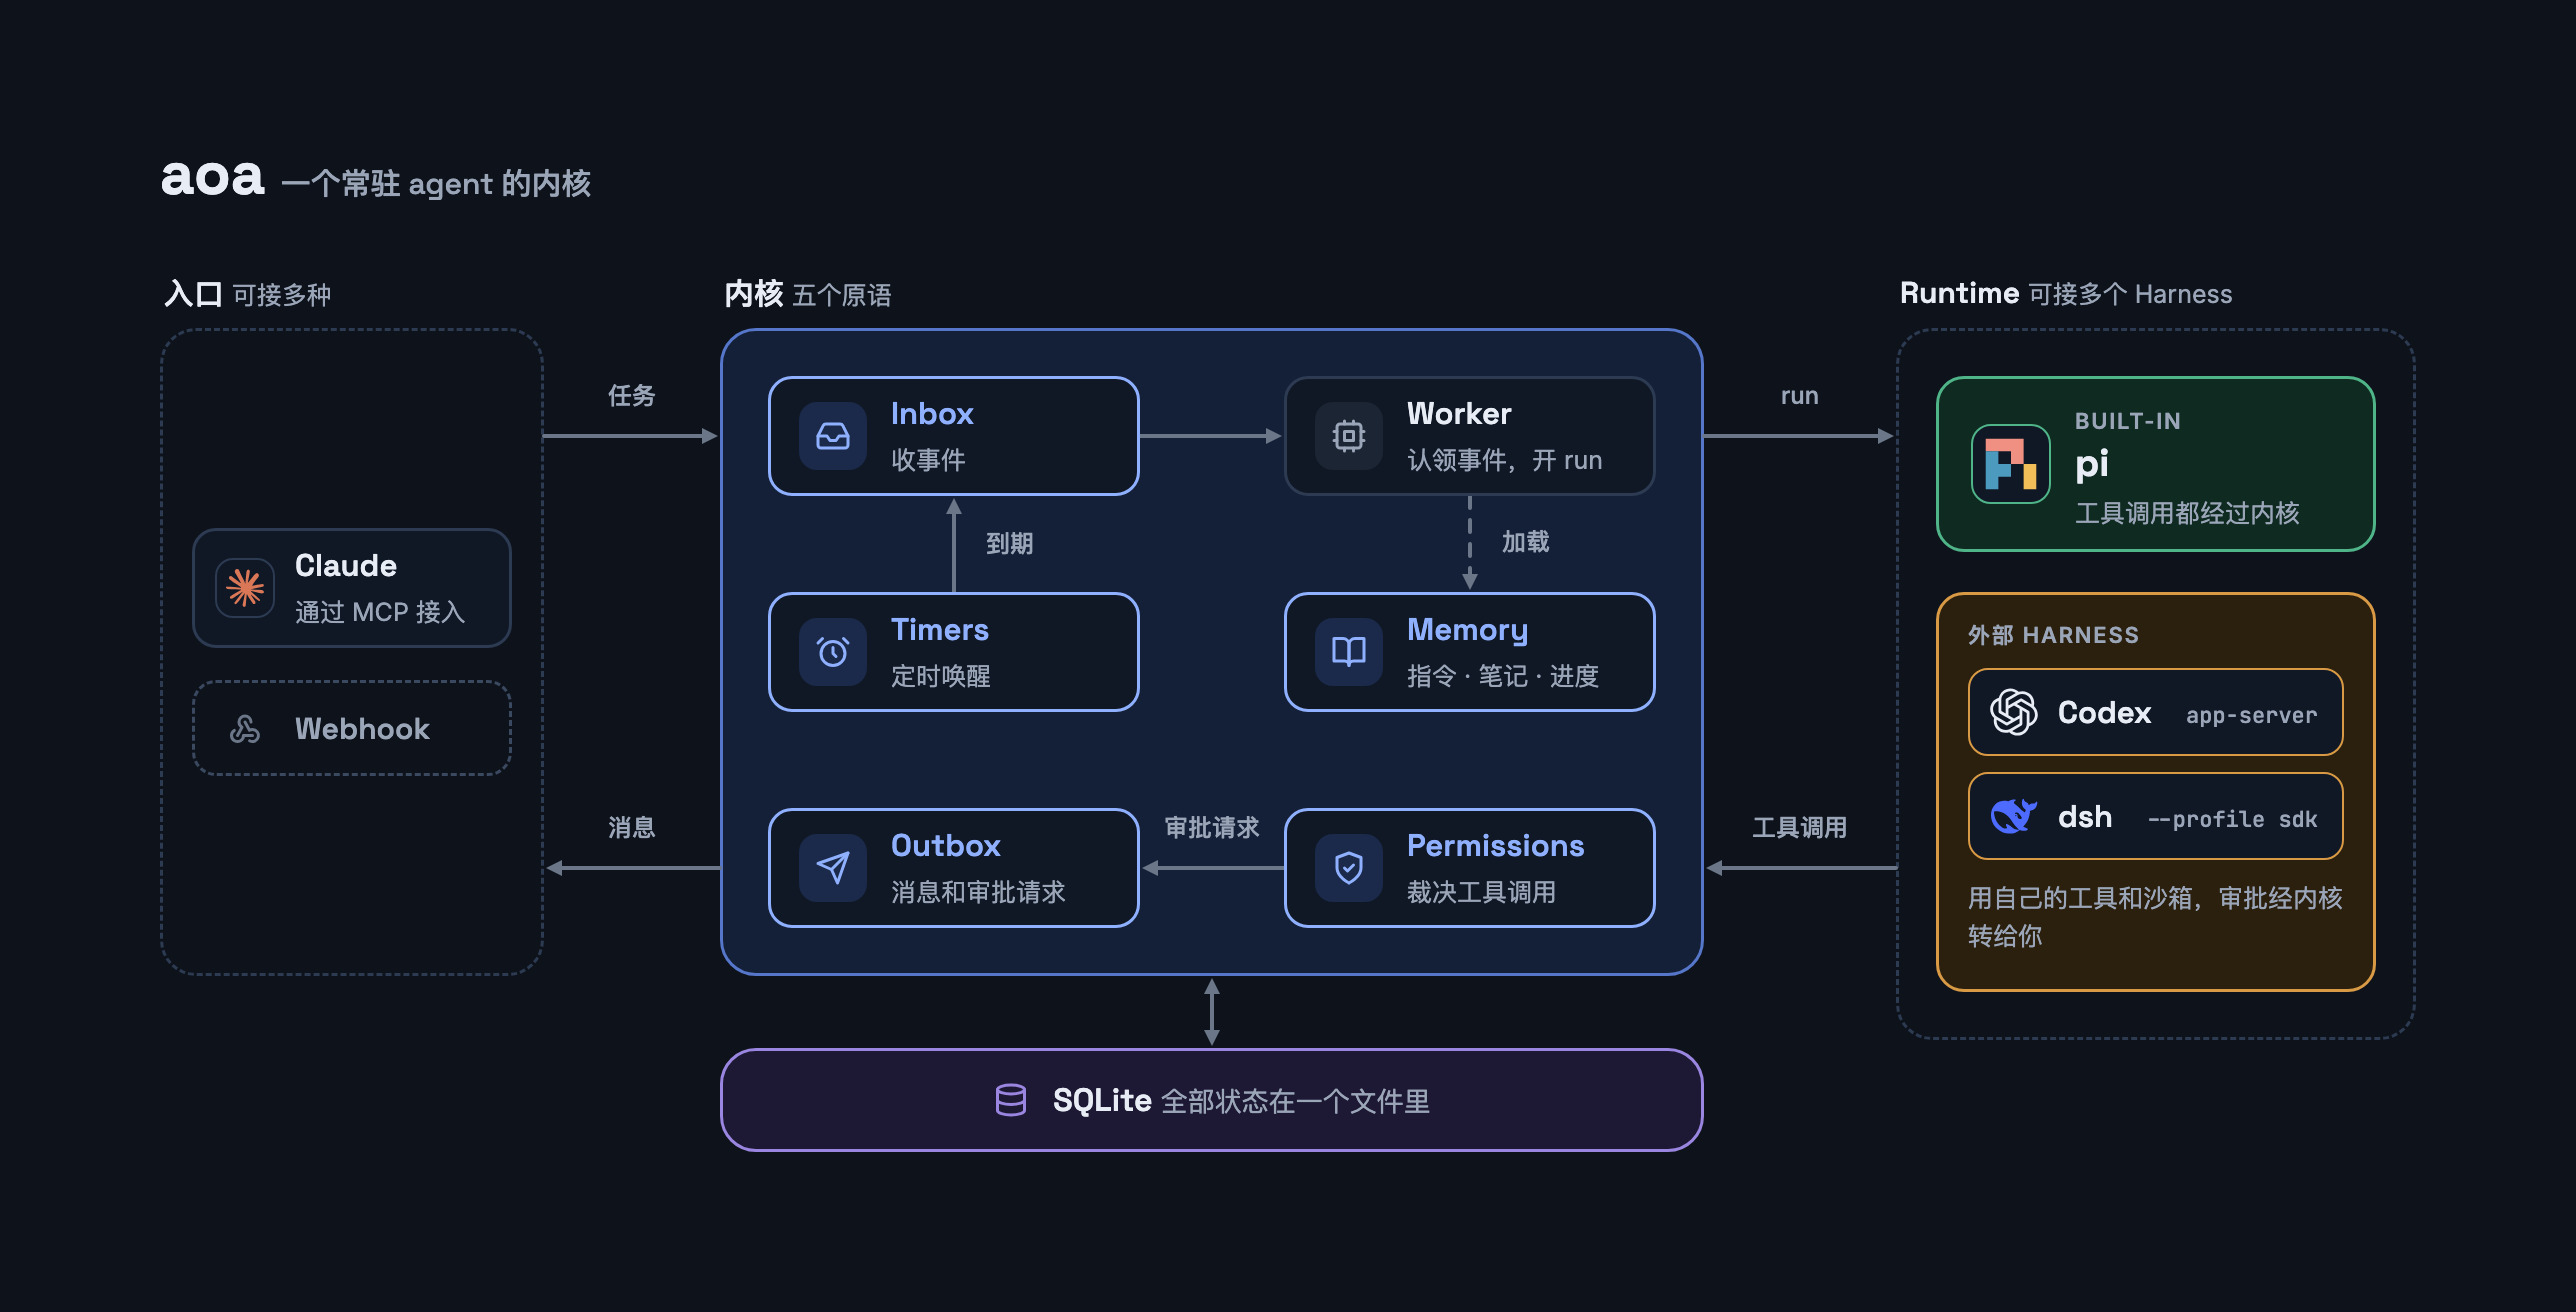 aoa 一个常驻 agent 的内核
入口 可接多种
Claude
通过 MCP 接入
Webhook
任务
消息
内核 五个原语
Inbox
收事件
Worker
认领事件，开 run
到期
加载
Timers
定时唤醒
Memory
指令 · 笔记 · 进度
Outbox
消息和审批请求
审批请求
Permissions
裁决工具调用
SQLite 全部状态在一个文件里
run
工具调用
Runtime 可接多个 Harness
BUILT-IN
pi
工具调用都经过内核
外部 HARNESS
Codex app-server
dsh --profile sdk
用自己的工具和沙箱，审批经内核
转给你